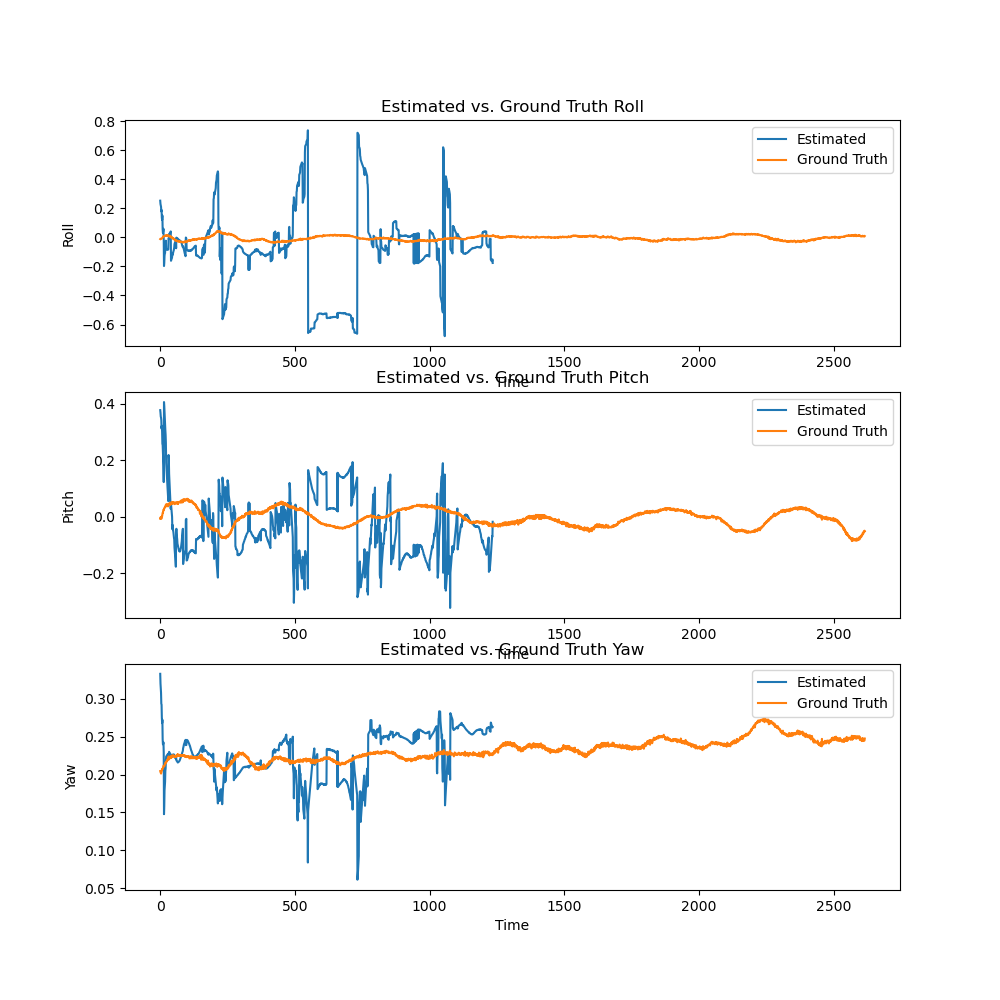 Estimated vs. Ground Truth Roll
0.8
0.6
0.4
0.2
0.0
−0.2
−0.4
−0.6
Roll
Estimated
Ground Truth
0 500 1000 1500 2000 2500
Time
Estimated vs. Ground Truth Pitch
0.4
0.2
0.0
−0.2
Pitch
Estimated
Ground Truth
0 500 1000 1500 2000 2500
Time
Estimated vs. Ground Truth Yaw
0.30
0.25
0.20
0.15
0.10
0.05
Yaw
Estimated
Ground Truth
0 500 1000 1500 2000 2500
Time